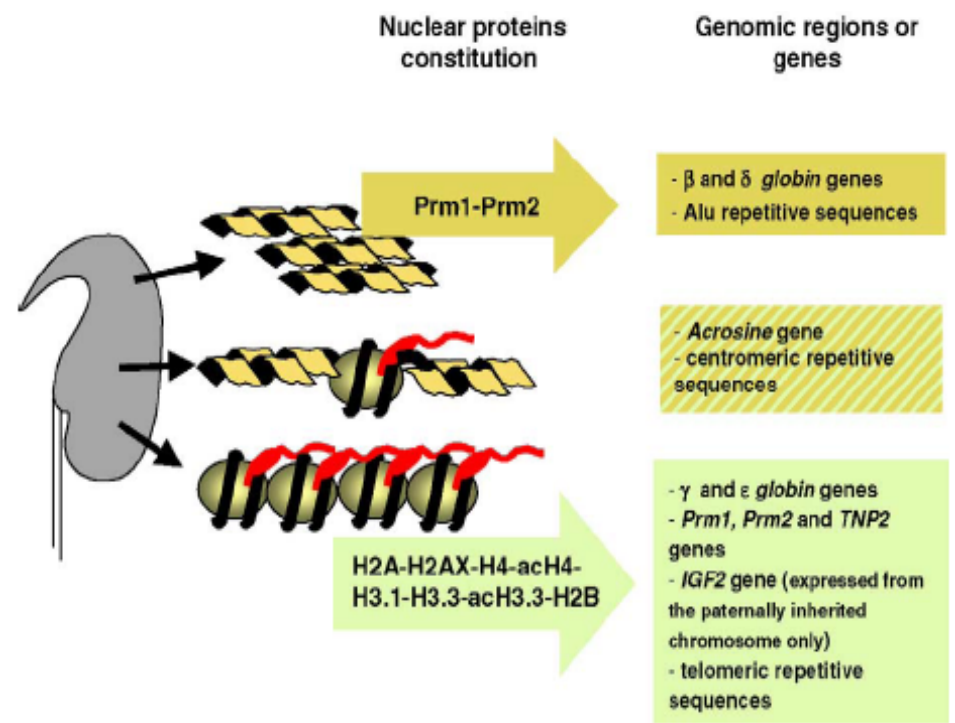 Nuclear proteins
constitution
Genomic regions or
genes
Prm1-Prm2
- β and δ globin genes
- Alu repetitive sequences
- Acrosine gene
- centromeric repetitive
sequences
H2A-H2AX-H4-acH4-
H3.1-H3.3-acH3.3-H2B
- γ and ε globin genes
- Prm1, Prm2 and TNP2
genes
- IGF2 gene (expressed from
the paternally inherited
chromosome only)
- telomeric repetitive
sequences